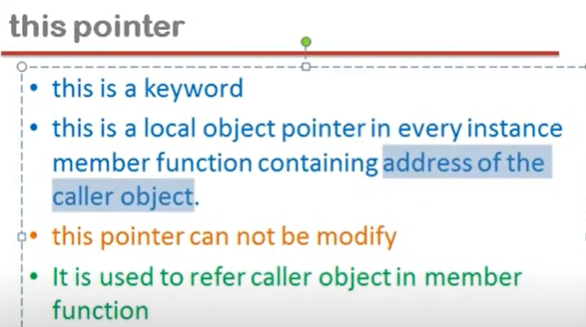 this pointer
• this is a keyword
• this is a local object pointer in every instance
member function containing address of the
caller object.
• this pointer can not be modify
• It is used to refer caller object in member
function